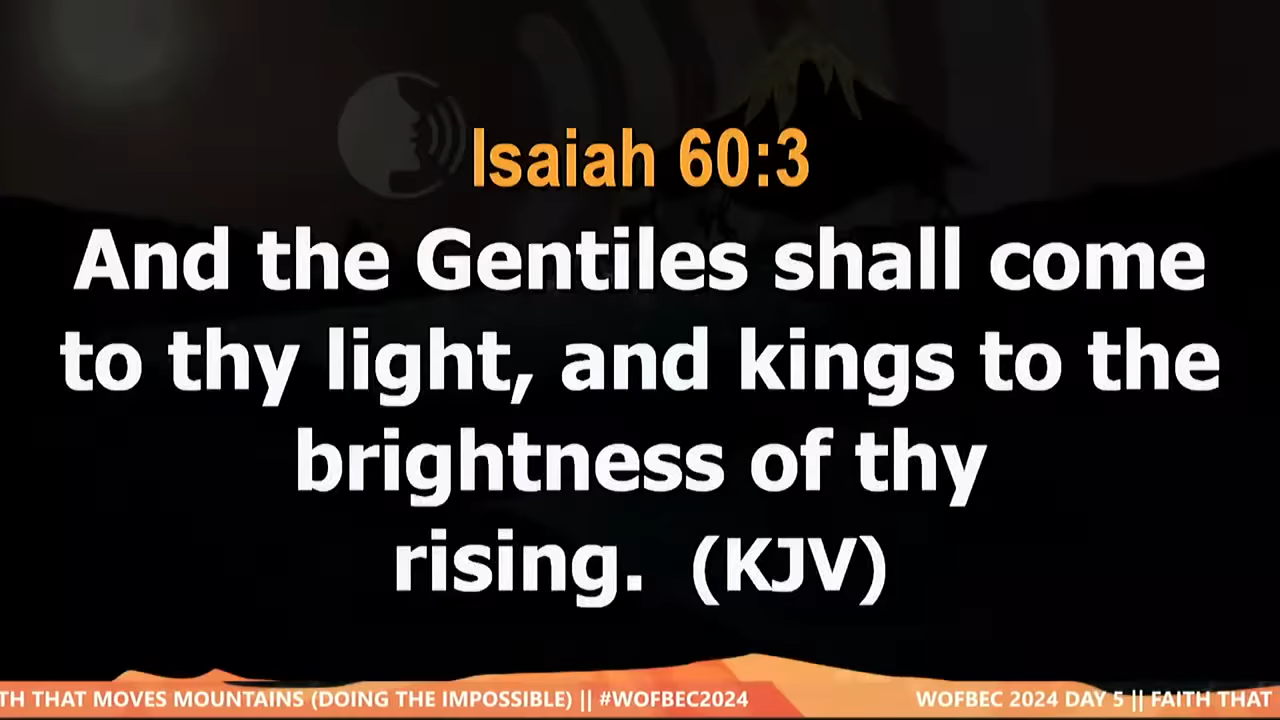 Isaiah 60:3
And the Gentiles shall come
to thy light, and kings to the
brightness of thy
rising. (KJV)
TH THAT MOVES MOUNTAINS (DOING THE IMPOSSIBLE) || #WOFBEC2024 WOFBEC 2024 DAY 5 || FAITH THAT